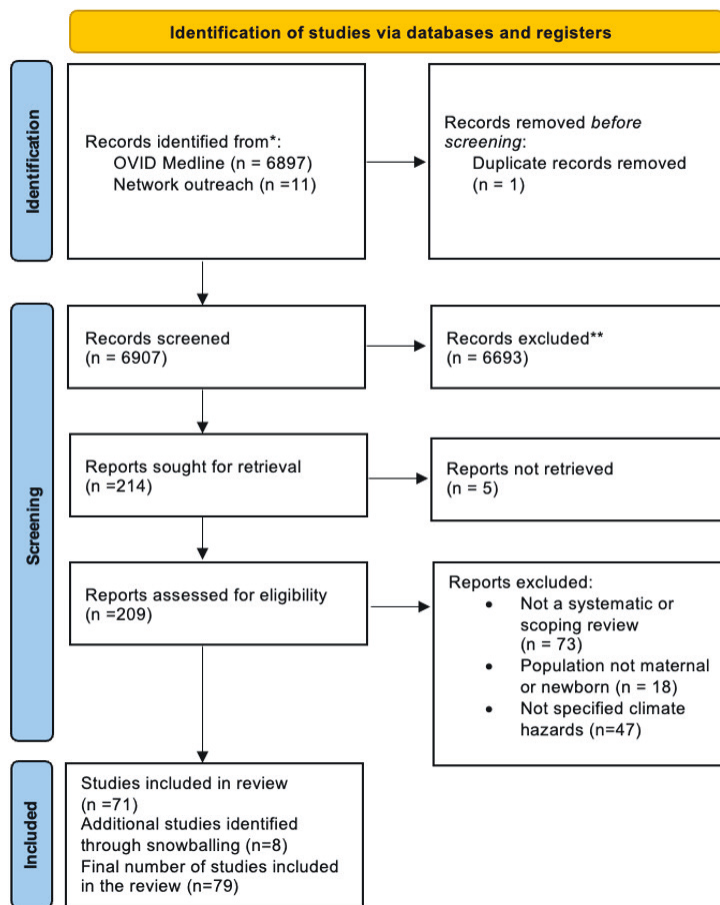 Identification of studies via databases and registers
Identification
Records identified from*:
OVID Medline (n = 6897)
Network outreach (n =11)
Records removed before
screening:
Duplicate records removed
(n = 1)
Screening
Records screened
(n = 6907)
Records excluded**
(n = 6693)
Reports sought for retrieval
(n =214)
Reports not retrieved
(n = 5)
Reports assessed for eligibility
(n =209)
Reports excluded:
• Not a systematic or
scoping review
(n = 73)
• Population not maternal
or newborn (n = 18)
• Not specified climate
hazards (n=47)
Included
Studies included in review
(n =71)
Additional studies identified
through snowballing (n=8)
Final number of studies included
in the review (n=79)